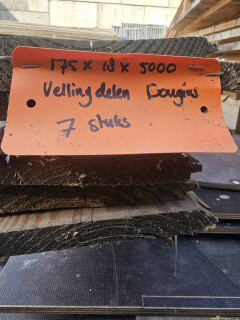 175 x 18 x 5000
Velling delen Douglas
7 stuks